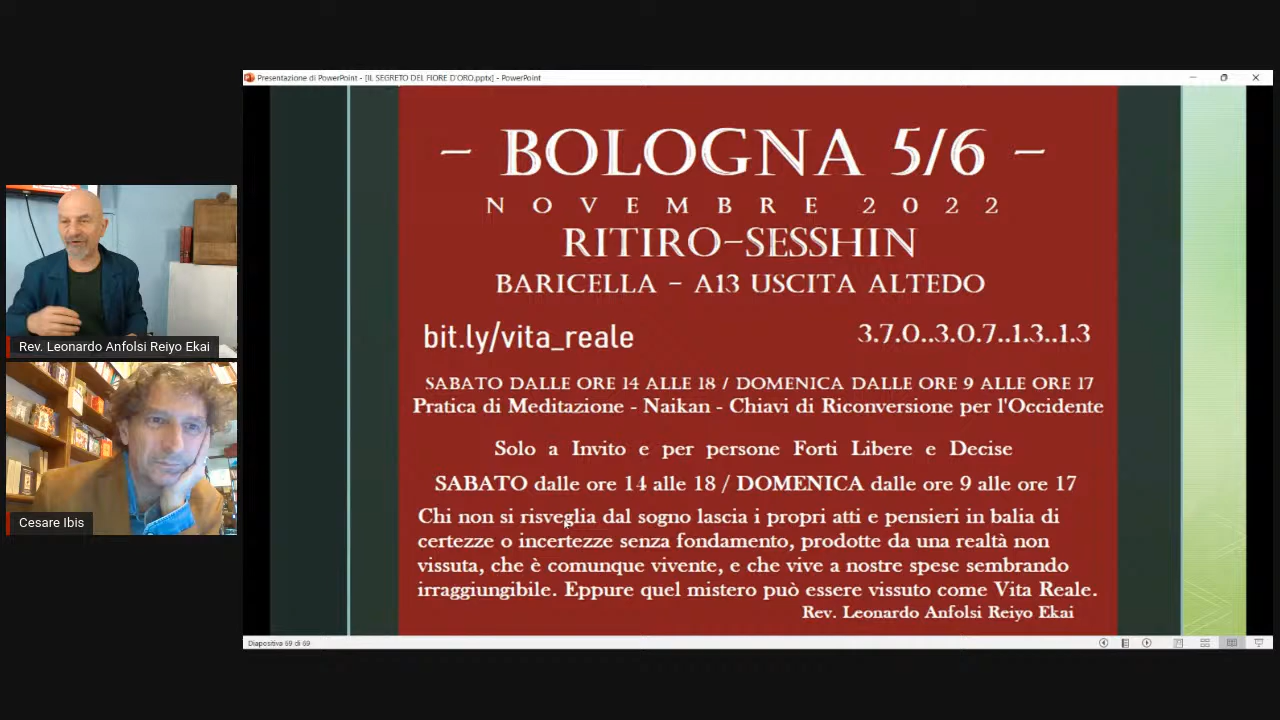 Presentazione di PowerPoint - [IL SEGRETO DEL FIORE D'ORO.pptx] - PowerPoint
– BOLOGNA 5/6 –
NOVEMBRE 2022
RITIRO-SESSHIN
BARICELLA – A13 USCITA ALTEDO
bit.ly/vita_reale
3.7.0..3.0.7..1.3..1.3
SABATO DALLE ORE 14 ALLE 18 / DOMENICA DALLE ORE 9 ALLE ORE 17
Pratica di Meditazione - Naikan - Chiavi di Riconversione per l'Occidente
Solo a Invito e per persone Forti Libere e Decise
SABATO dalle ore 14 alle 18 / DOMENICA dalle ore 9 alle ore 17
Chi non si risveglia dal sogno lascia i propri atti e pensieri in balia di
certezze o incertezze senza fondamento, prodotte da una realtà non
vissuta, che è comunque vivente, e che vive a nostre spese sembrando
irraggiungibile. Eppure quel mistero può essere vissuto come Vita Reale.
Rev. Leonardo Anfolsi Reiyo Ekai
Diapositiva 69 di 69
Rev. Leonardo Anfolsi Reiyo Ekai
Cesare Ibis